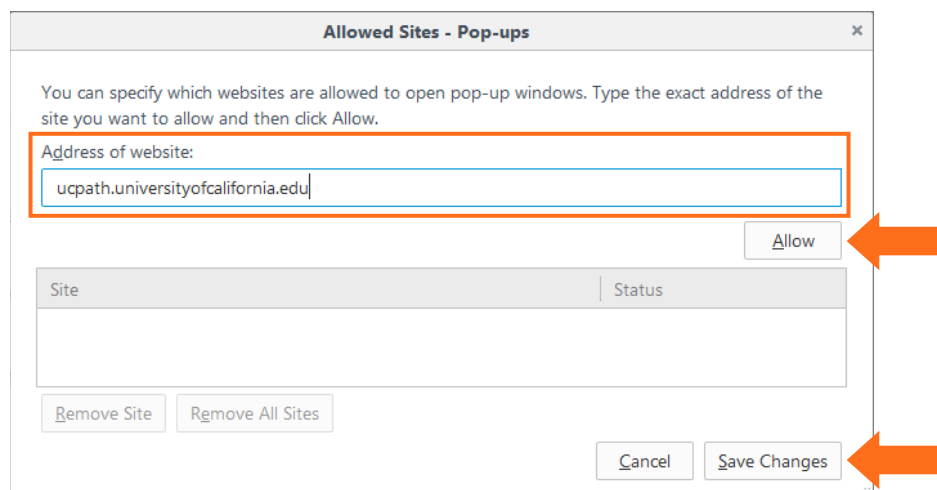 Allowed Sites - Pop-ups
You can specify which websites are allowed to open pop-up windows. Type the exact address of the
site you want to allow and then click Allow.
Address of website:
ucpath.universityofcalifornia.edu
Allow
Site Status
Remove Site Remove All Sites
Cancel Save Changes